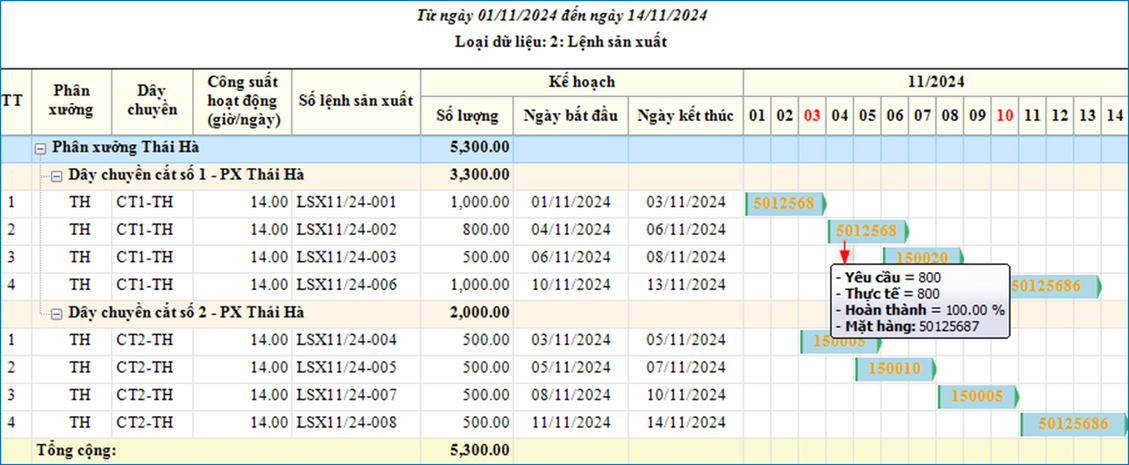 Từ ngày 01/11/2024 đến ngày 14/11/2024
Loại dữ liệu: 2: Lệnh sản xuất
TT Phân xưởng Dây chuyền Công suất hoạt động (giờ/ngày) Số lệnh sản xuất Kế hoạch 11/2024
Số lượng Ngày bắt đầu Ngày kết thúc 01 02 03 04 05 06 07 08 09 10 11 12 13 14
Phân xưởng Thái Hà 5,300.00
Dây chuyền cắt số 1 - PX Thái Hà 3,300.00
1 TH CT1-TH 14.00 LSX11/24-001 1,000.00 01/11/2024 03/11/2024 5012568
2 TH CT1-TH 14.00 LSX11/24-002 800.00 04/11/2024 06/11/2024 5012568
3 TH CT1-TH 14.00 LSX11/24-003 500.00 06/11/2024 08/11/2024 150020
4 TH CT1-TH 14.00 LSX11/24-006 1,000.00 10/11/2024 13/11/2024 50125686
- Yêu cầu = 800
- Thực tế = 800
- Hoàn thành = 100.00 %
- Mặt hàng: 50125687
Dây chuyền cắt số 2 - PX Thái Hà 2,000.00
1 TH CT2-TH 14.00 LSX11/24-004 500.00 03/11/2024 05/11/2024 150005
2 TH CT2-TH 14.00 LSX11/24-005 500.00 05/11/2024 07/11/2024 150010
3 TH CT2-TH 14.00 LSX11/24-007 500.00 08/11/2024 10/11/2024 150005
4 TH CT2-TH 14.00 LSX11/24-008 500.00 11/11/2024 14/11/2024 50125686
Tổng cộng: 5,300.00